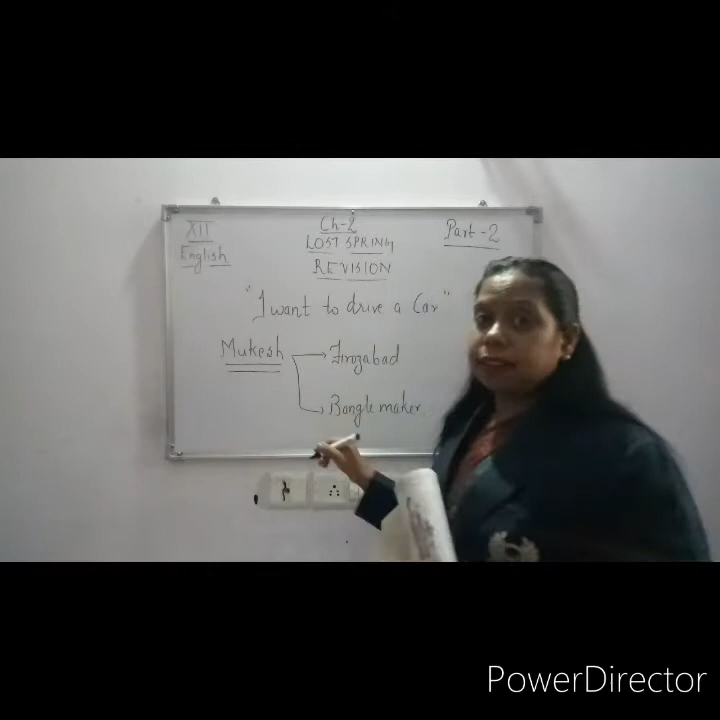 XII
English
Ch-2
LOST SPRING
REVISION
Part-2
"I want to drive a Car"
Mukesh
Firozabad
Bangle maker
PowerDirector